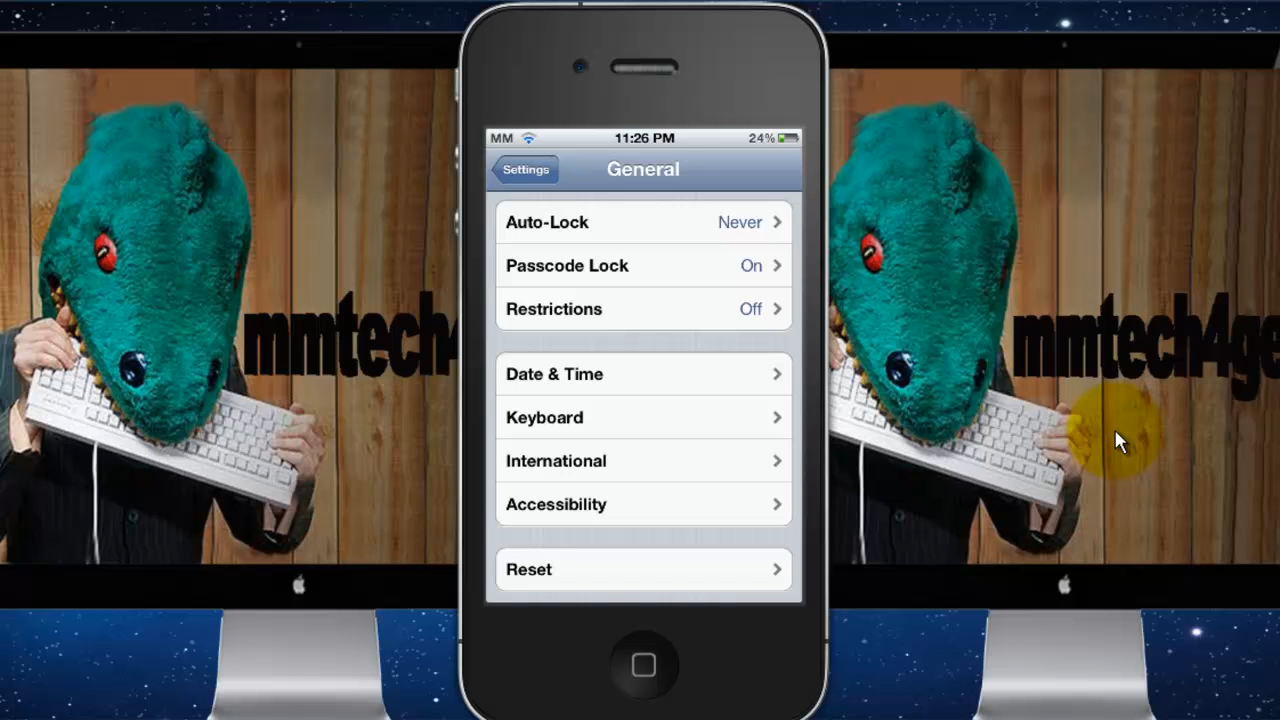 MM 11:26 PM 24%
Settings General
Auto-Lock Never
Passcode Lock On
Restrictions Off
Date & Time
Keyboard
International
Accessibility
Reset
mmtech4
mmtech4ge